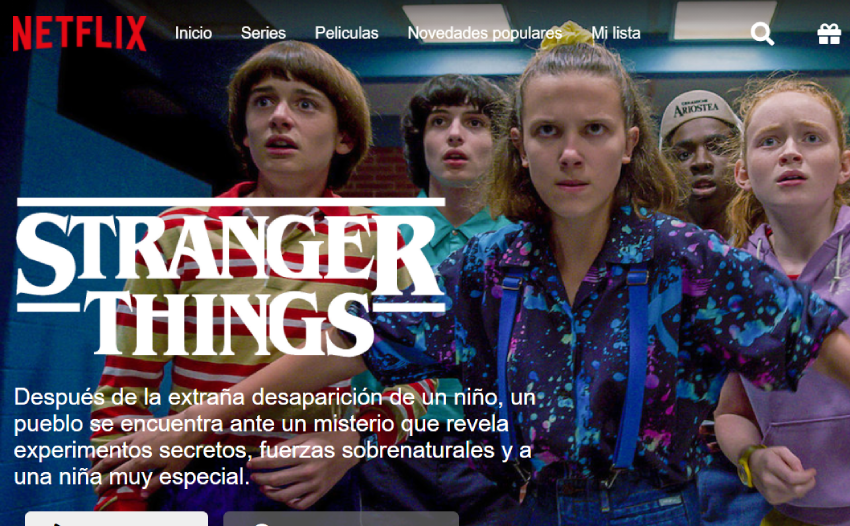 NETFLIX Inicio Series Peliculas Novedades populares Mi lista
ARIOSTEA
STRANGER
THINGS
Después de la extraña desaparición de un niño, un
pueblo se encuentra ante un misterio que revela
experimentos secretos, fuerzas sobrenaturales y a
una niña muy especial.